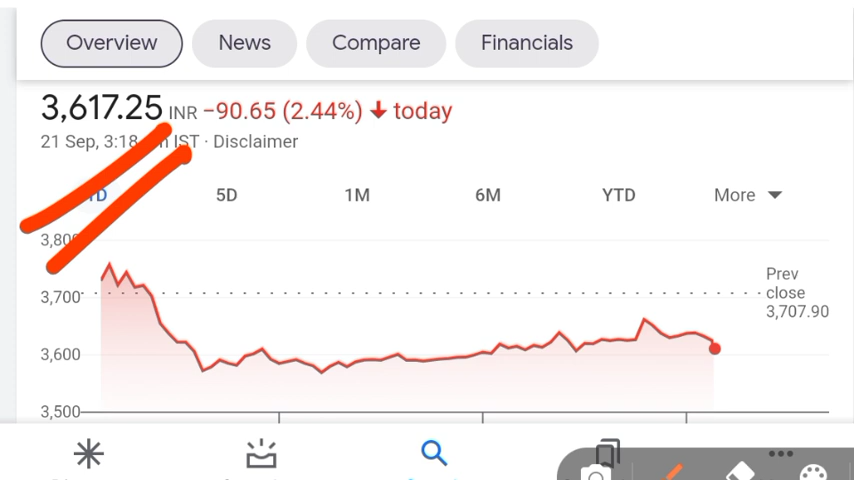 Overview News Compare Financials
3,617.25 INR −90.65 (2.44%) today
21 Sep, 3:18 IST · Disclaimer
5D 1M 6M YTD More
3,700
3,600
3,500
Prev
close
3,707.90